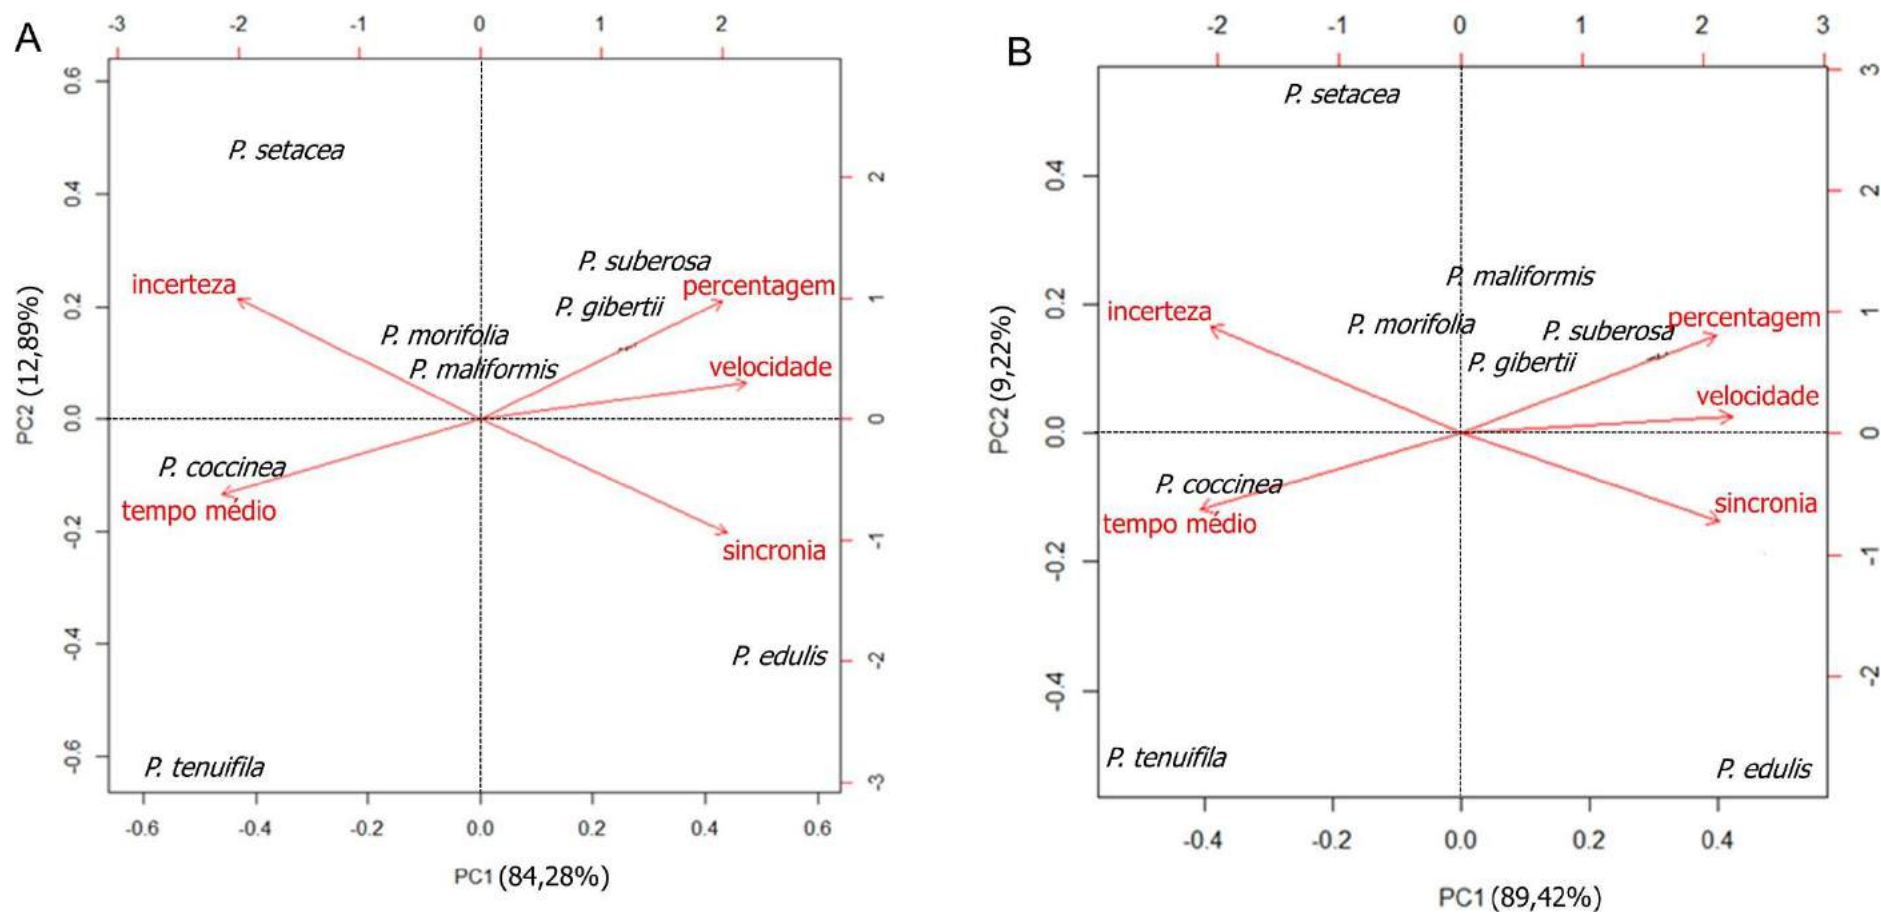 A
-3 -2 -1 0 1 2
0.6
0.4
0.2
0.0
-0.2
-0.4
-0.6
PC2 (12,89%)
2
1
0
-1
-2
-3
P. setacea
P. suberosa
incerteza
percentagem
P. gibertii
P. morifolia
P. maliformis
velocidade
P. coccinea
tempo médio
sincronia
P. edulis
P. tenuifila
-0.6 -0.4 -0.2 0.0 0.2 0.4 0.6
PC1 (84,28%)
B
-2 -1 0 1 2 3
0.4
0.2
0.0
-0.2
-0.4
PC2 (9,22%)
3
2
1
0
-1
-2
P. setacea
P. maliformis
incerteza
P. morifolia
P. suberosa
percentagem
P. gibertii
velocidade
P. coccinea
tempo médio
sincronia
P. tenuifila
P. edulis
-0.4 -0.2 0.0 0.2 0.4
PC1 (89,42%)